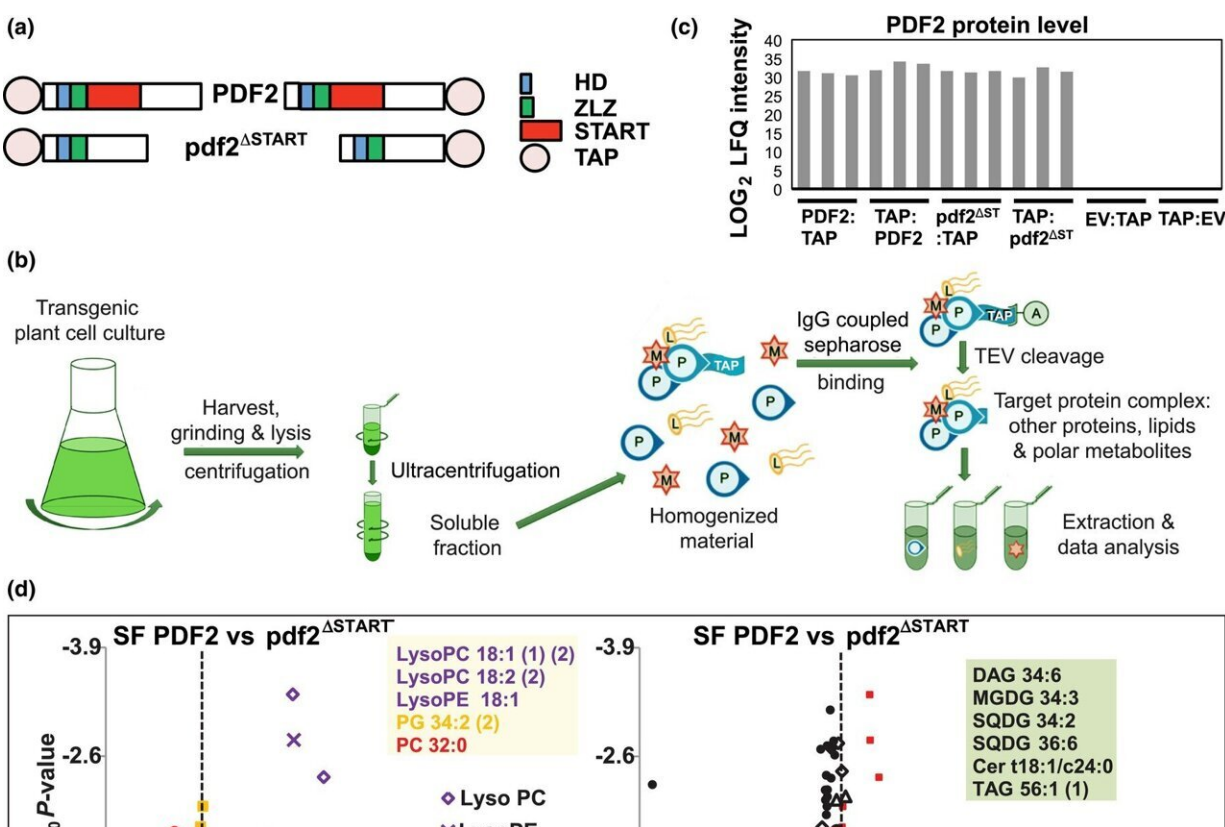 (a)
PDF2
pdf2ΔSTART
HD
ZLZ
START
TAP
(c)
PDF2 protein level
LOG2 LFQ intensity
40
35
30
25
20
15
10
5
0
PDF2:
TAP
TAP:
PDF2
pdf2ΔST
:TAP
TAP:
pdf2ΔST
EV:TAP
TAP:EV
(b)
Transgenic
plant cell culture
Harvest,
grinding & lysis
centrifugation
Ultracentrifugation
Soluble
fraction
L
M
P
P
TAP
M
P
P
L
M
P
L
M
Homogenized
material
IgG coupled
sepharose
binding
L
M
P
P
TAP
A
TEV cleavage
L
M
P
P
Target protein complex:
other proteins, lipids
& polar metabolites
Extraction &
data analysis
(d)
SF PDF2 vs pdf2ΔSTART
-3.9
-2.6
P-value
LysoPC 18:1 (1) (2)
LysoPC 18:2 (2)
LysoPE 18:1
PG 34:2 (2)
PC 32:0
Lyso PC
SF PDF2 vs pdf2ΔSTART
-3.9
-2.6
DAG 34:6
MGDG 34:3
SQDG 34:2
SQDG 36:6
Cer t18:1/c24:0
TAG 56:1 (1)